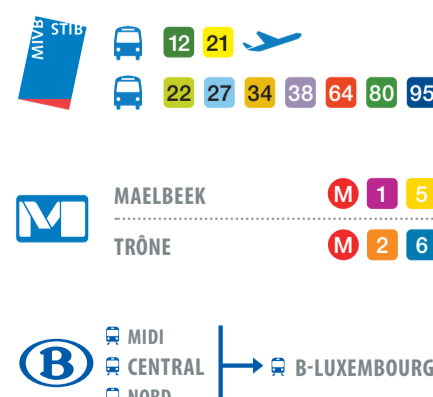 MIVB STIB
12 21
22 27 34 38 64 80 95
M
MAELBEEK M 1 5
TRÔNE M 2 6
B
MIDI
CENTRAL B-LUXEMBOURG
NORD